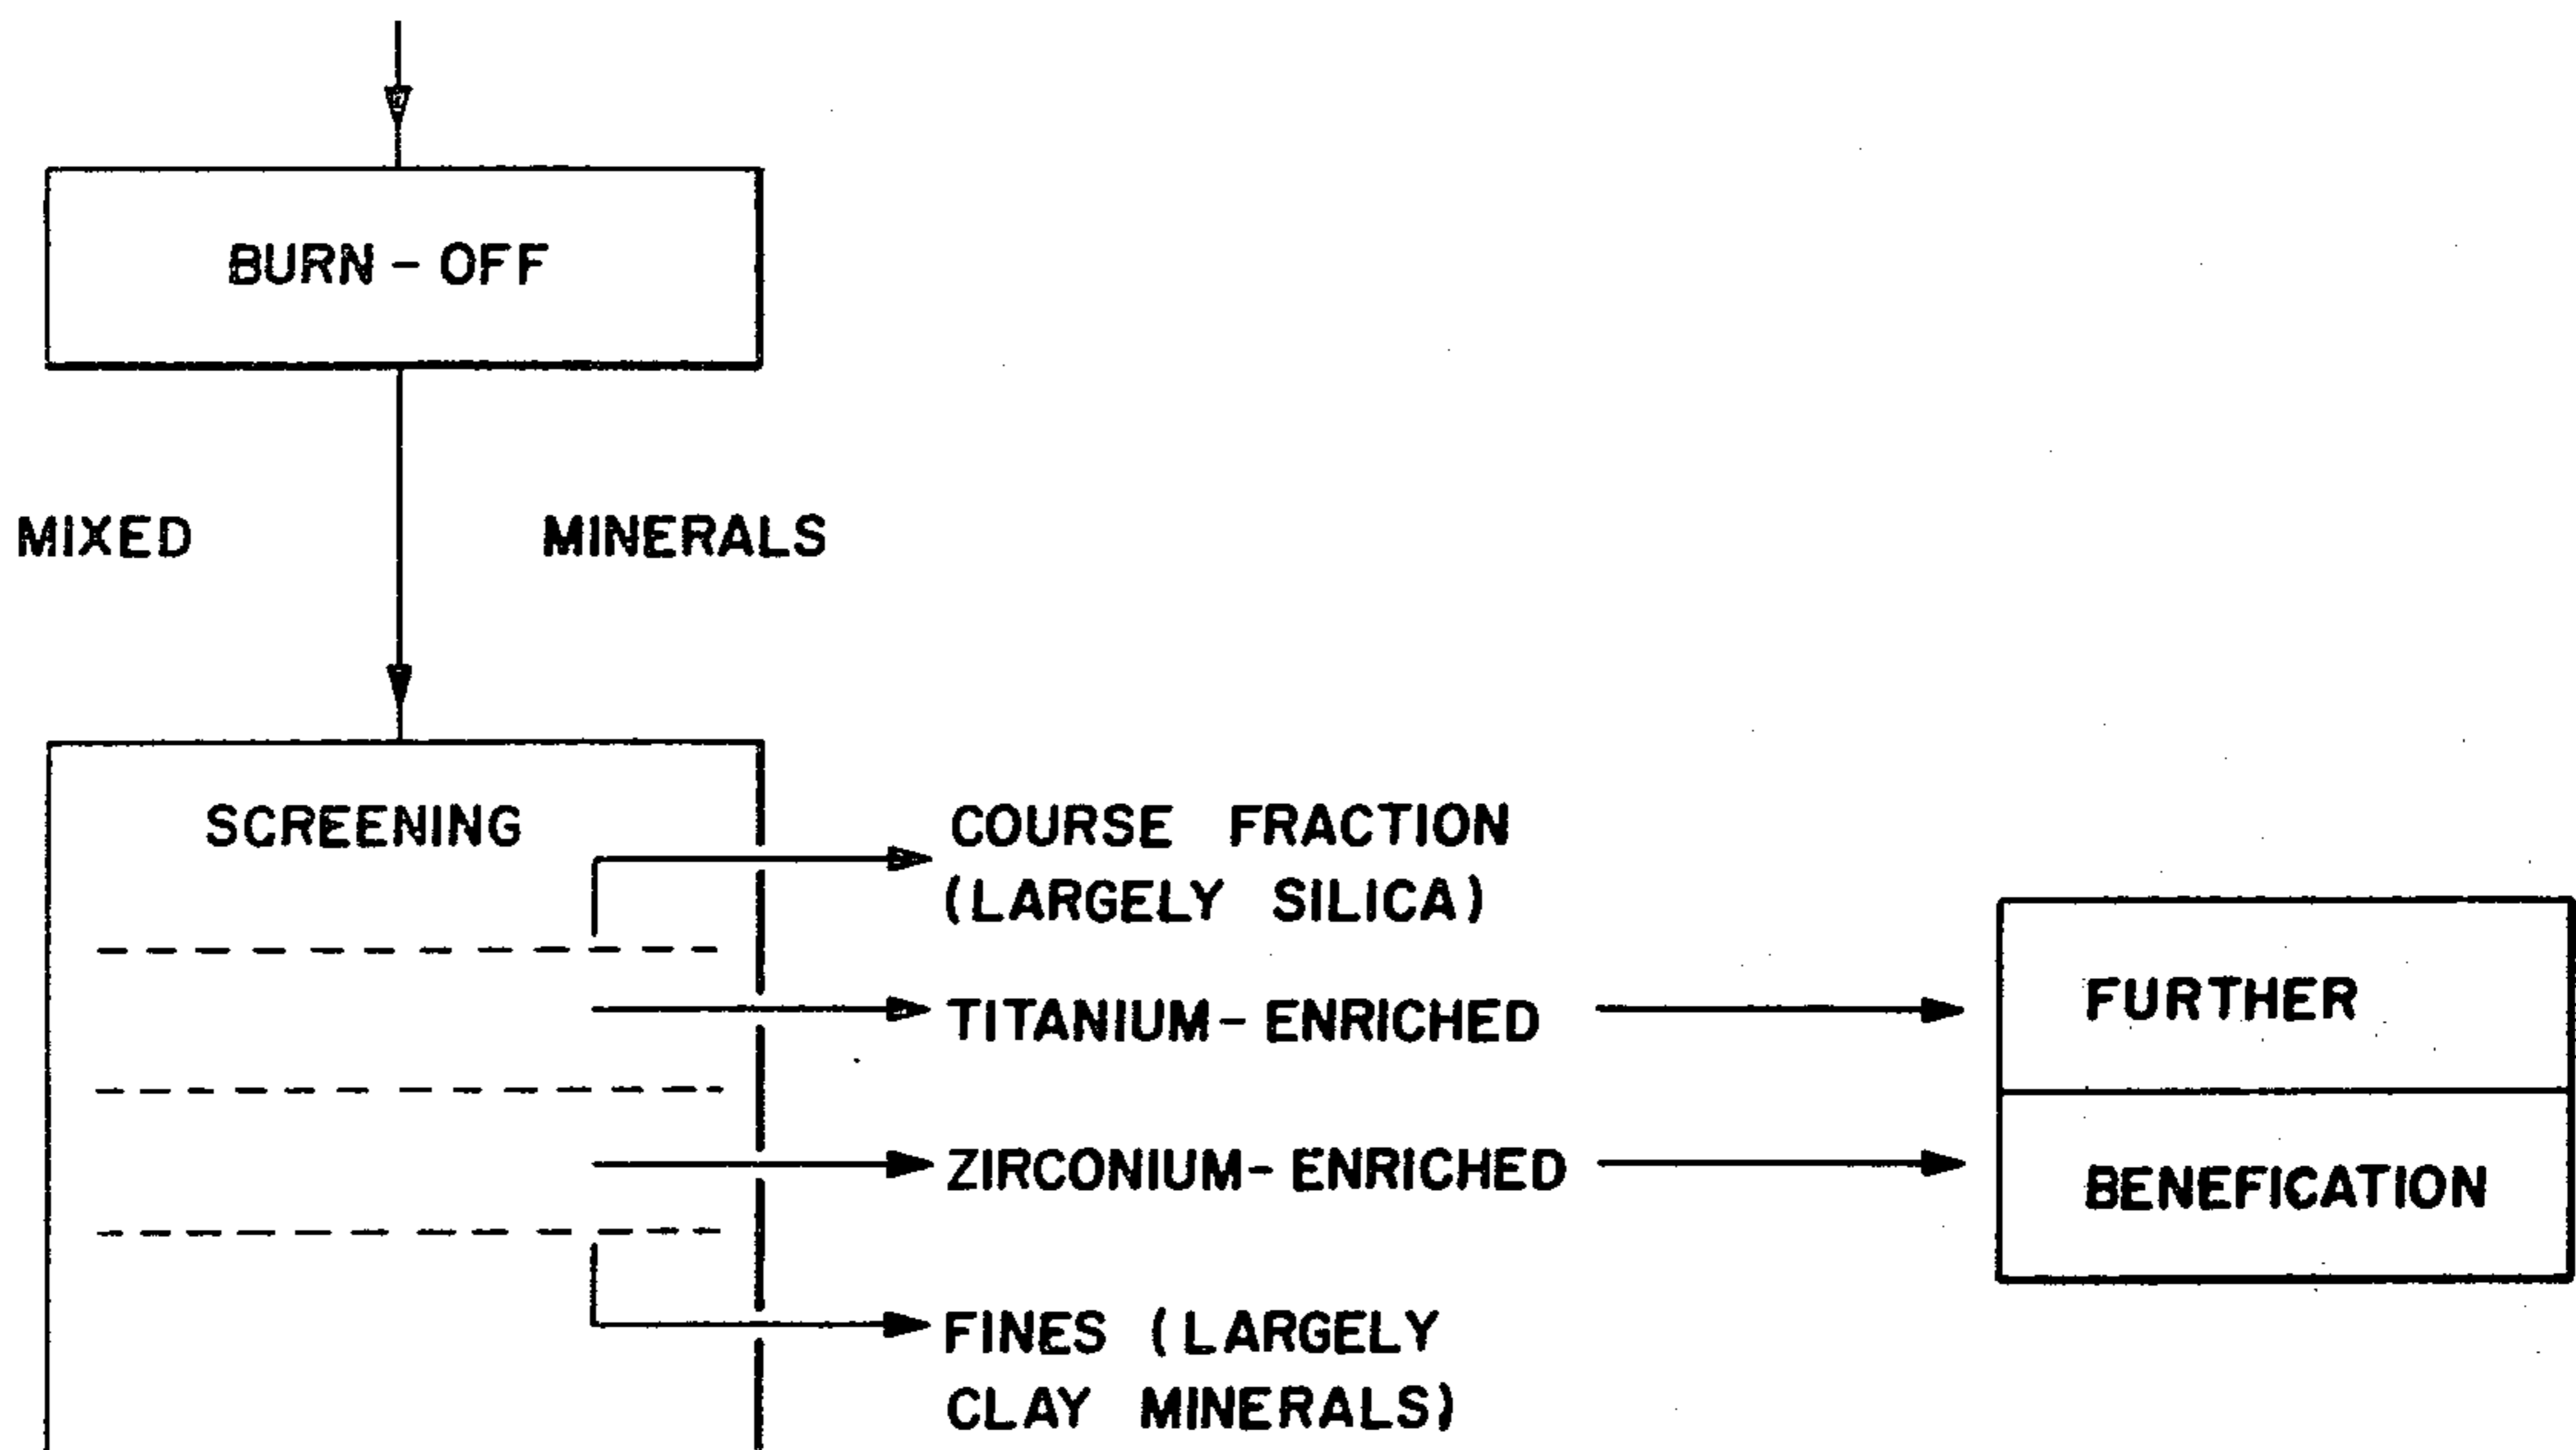 BURN - OFF
MIXED MINERALS
SCREENING
COURSE FRACTION
(LARGELY SILICA)
TITANIUM - ENRICHED
FURTHER
ZIRCONIUM - ENRICHED
BENEFICATION
FINES (LARGELY
CLAY MINERALS)